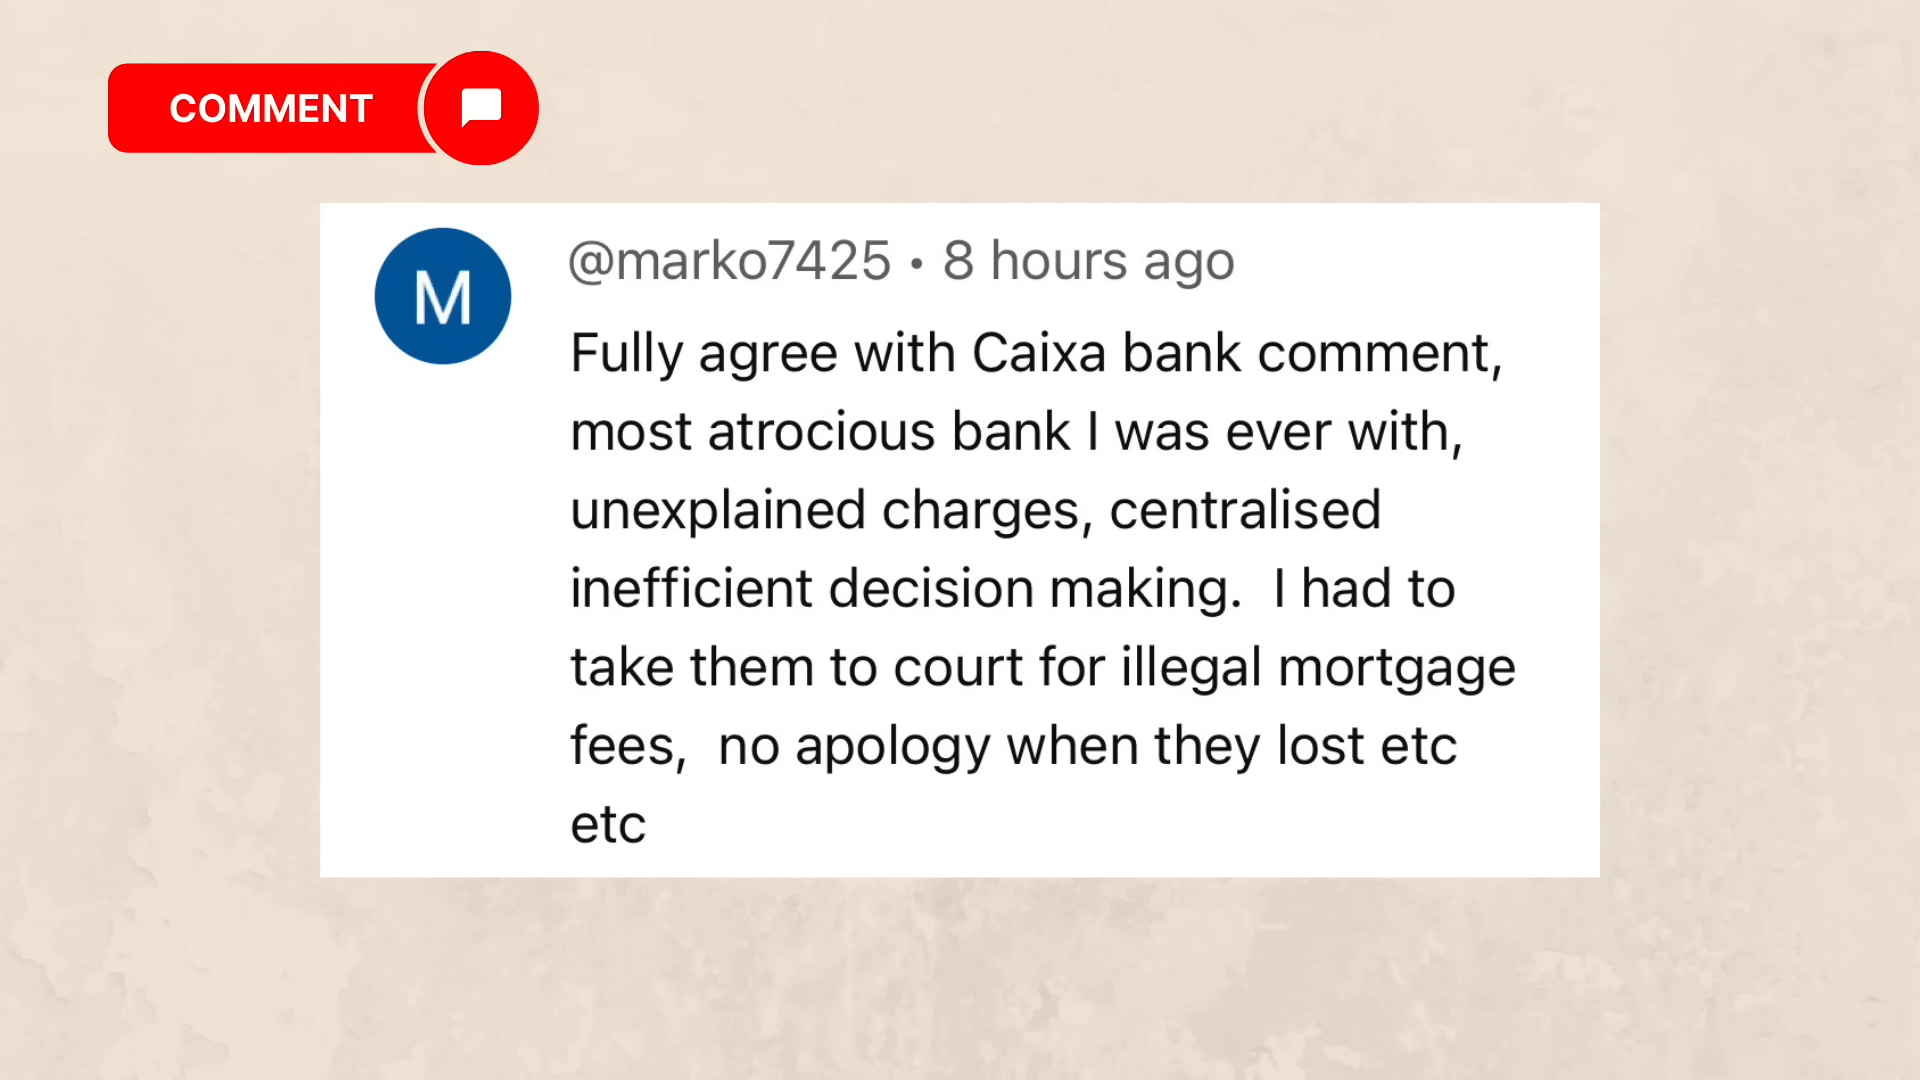 COMMENT
M
@marko7425 • 8 hours ago
Fully agree with Caixa bank comment,
most atrocious bank I was ever with,
unexplained charges, centralised
inefficient decision making.  I had to
take them to court for illegal mortgage
fees,  no apology when they lost etc
etc